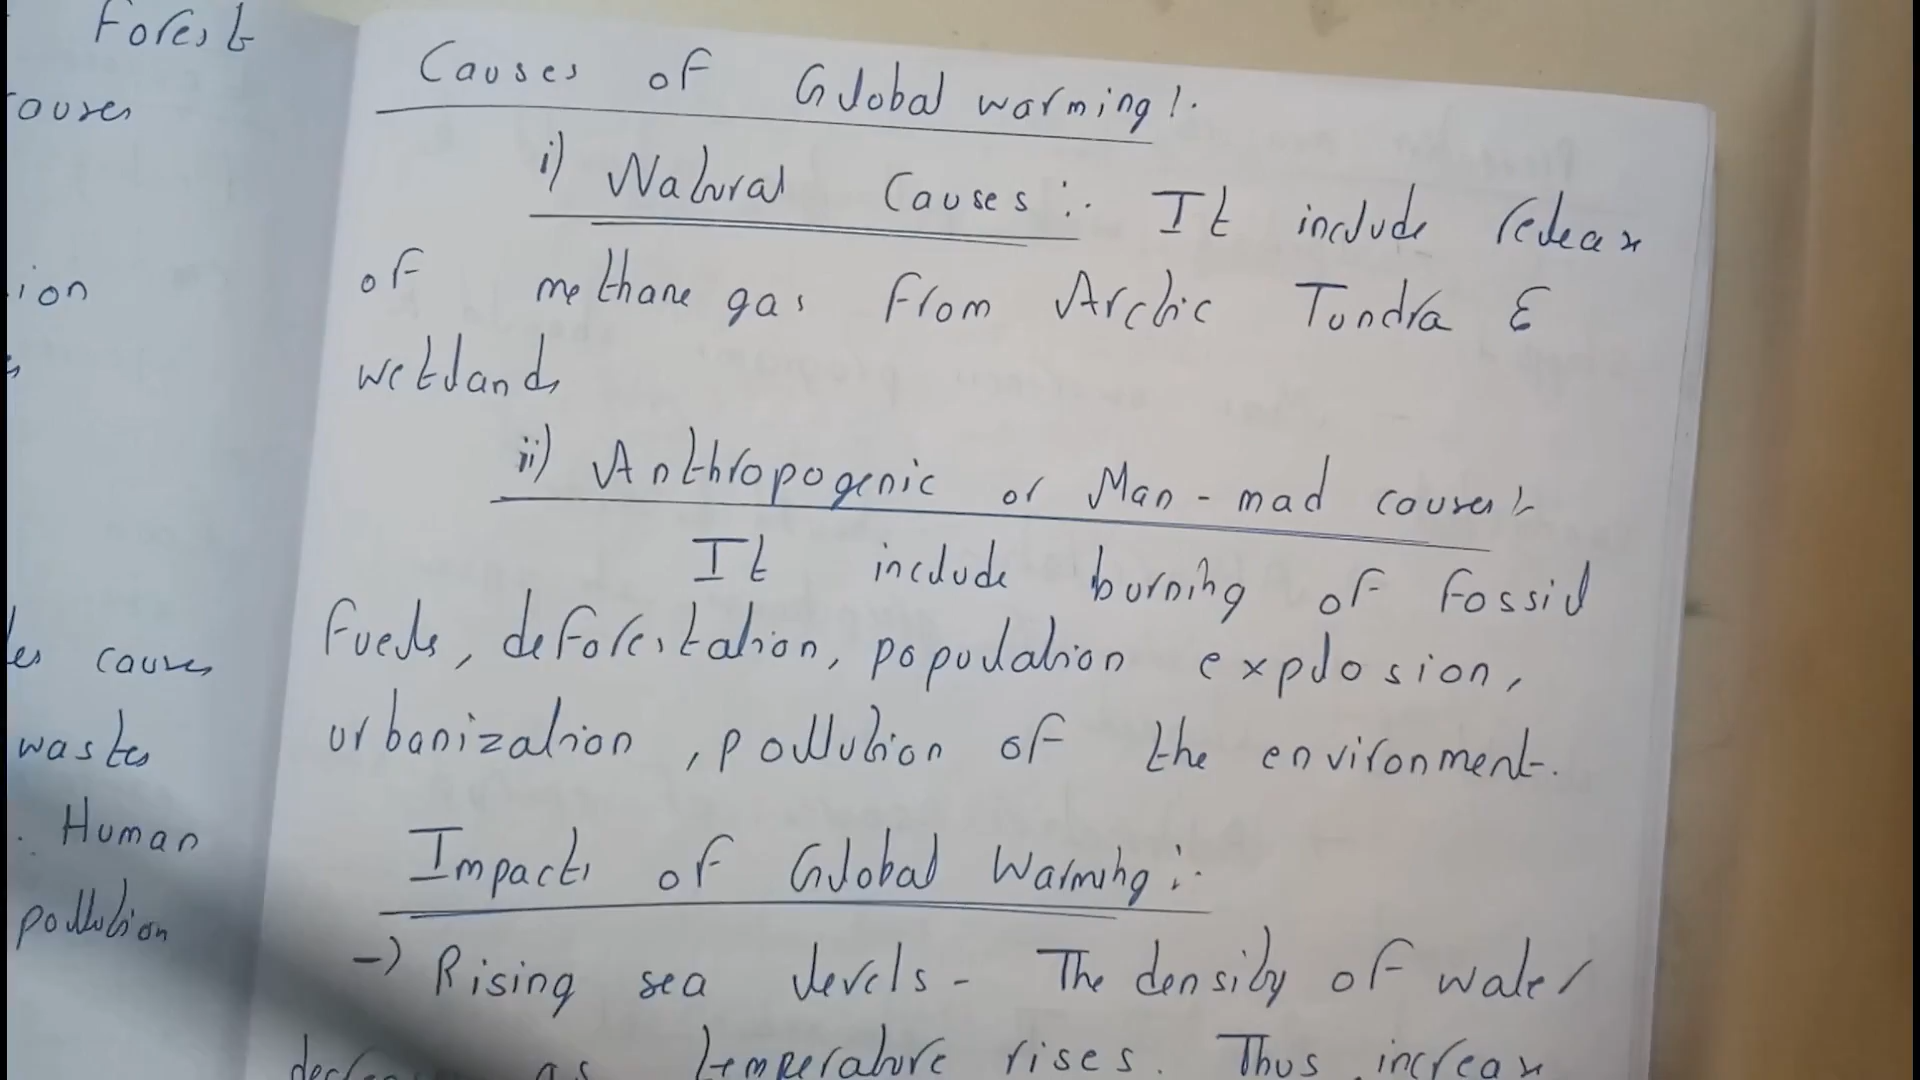 Forest
causes
ion
es causes
wastes
. Human
pollution
Causes of Global warming:-
i) Natural Causes :- It include release
of methane gas from Arctic Tundra &
wetlands
ii) Anthropogenic or Man-mad causes:-
It include burning of fossil
fuels, deforestation, population explosion,
urbanization, pollution of the environment.
Impacts of Global Warming :-
-> Rising sea levels - The density of water
as temperature rises. Thus increase